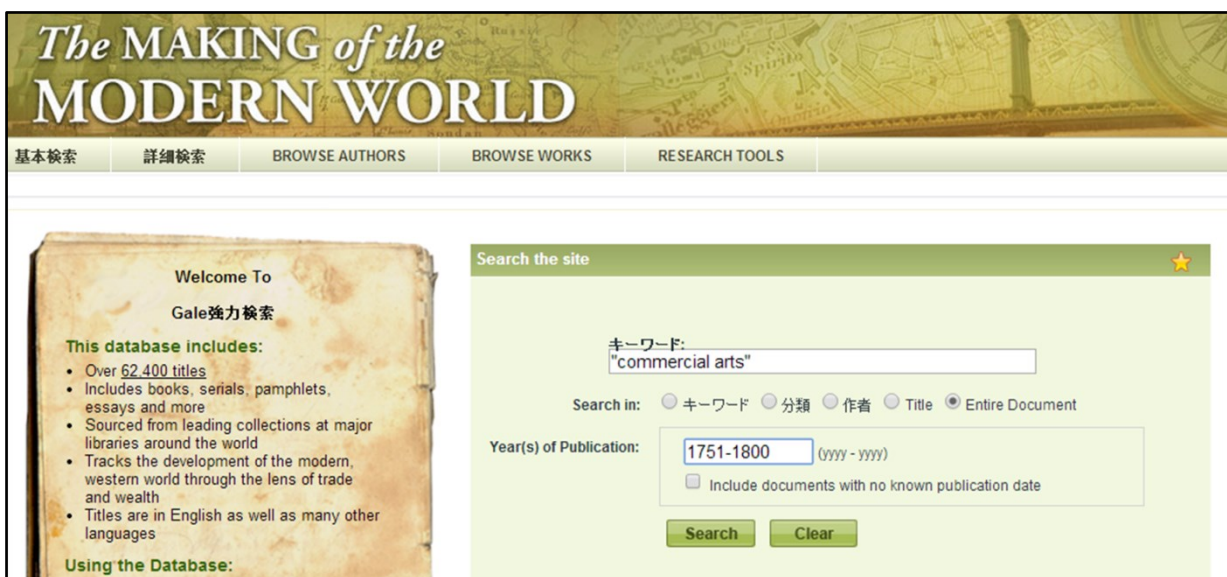 The MAKING of the
MODERN WORLD
基本検索 詳細検索 BROWSE AUTHORS BROWSE WORKS RESEARCH TOOLS
Welcome To
Gale強力検索
This database includes:
• Over 62,400 titles
• Includes books, serials, pamphlets,
essays and more
• Sourced from leading collections at major
libraries around the world
• Tracks the development of the modern,
western world through the lens of trade
and wealth
• Titles are in English as well as many other
languages
Using the Database:
Search the site
キーワード:
"commercial arts"
Search in: キーワード 分類 作者 Title Entire Document
Year(s) of Publication: 1751-1800 (yyyy - yyyy)
Include documents with no known publication date
Search Clear